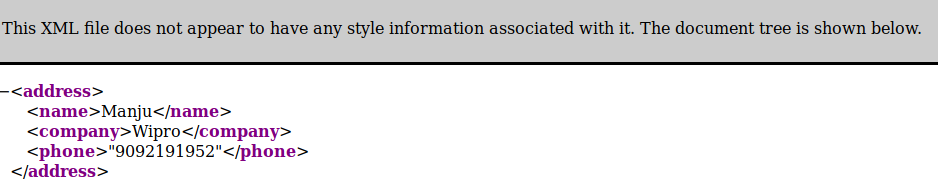 This XML file does not appear to have any style information associated with it. The document tree is shown below.
−<address>
<name>Manju</name>
<company>Wipro</company>
<phone>"9092191952"</phone>
</address>